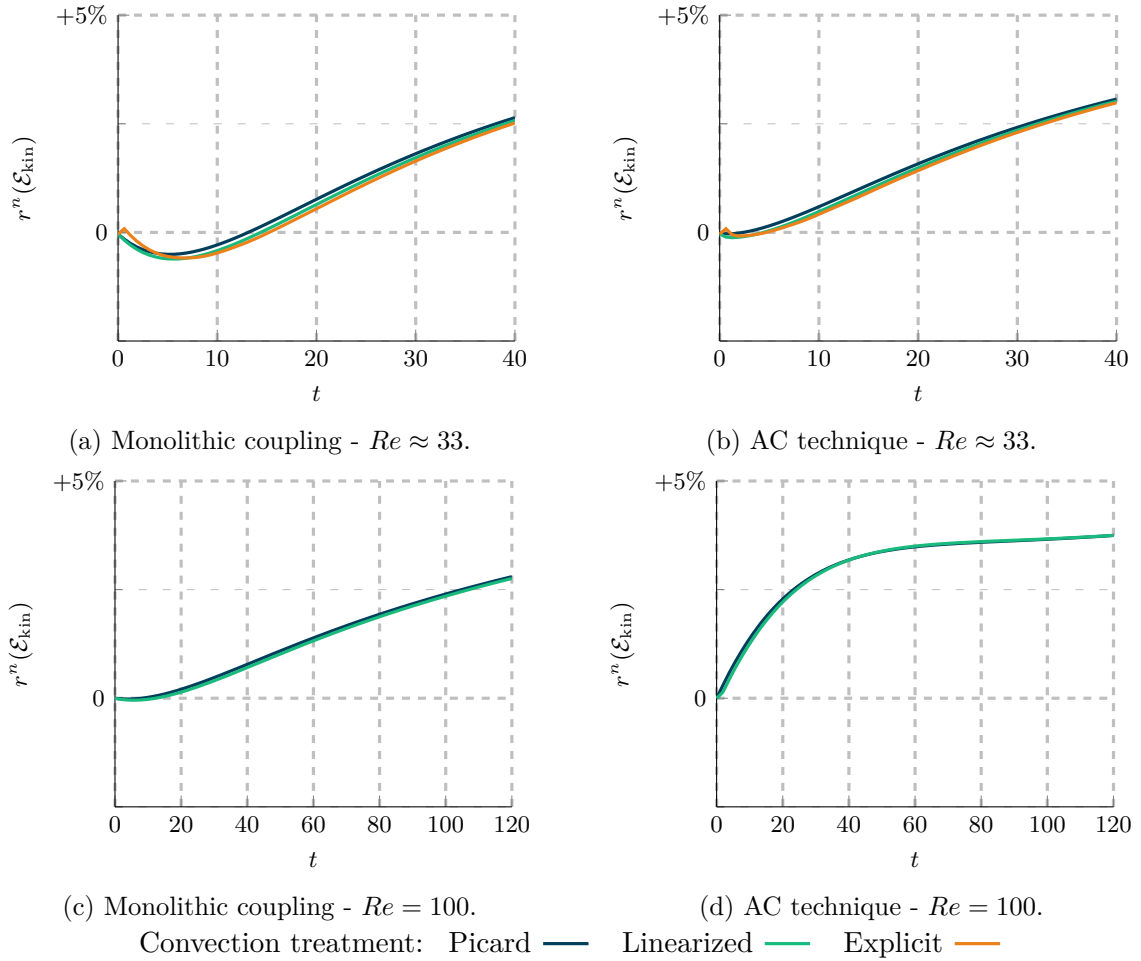 +5%
0
r^n(ℰ_kin)
0 10 20 30 40
t
(a) Monolithic coupling - Re ≈ 33.
+5%
0
r^n(ℰ_kin)
0 10 20 30 40
t
(b) AC technique - Re ≈ 33.
+5%
0
r^n(ℰ_kin)
0 20 40 60 80 100 120
t
(c) Monolithic coupling - Re = 100.
+5%
0
r^n(ℰ_kin)
0 20 40 60 80 100 120
t
(d) AC technique - Re = 100.
Convection treatment: Picard Linearized Explicit